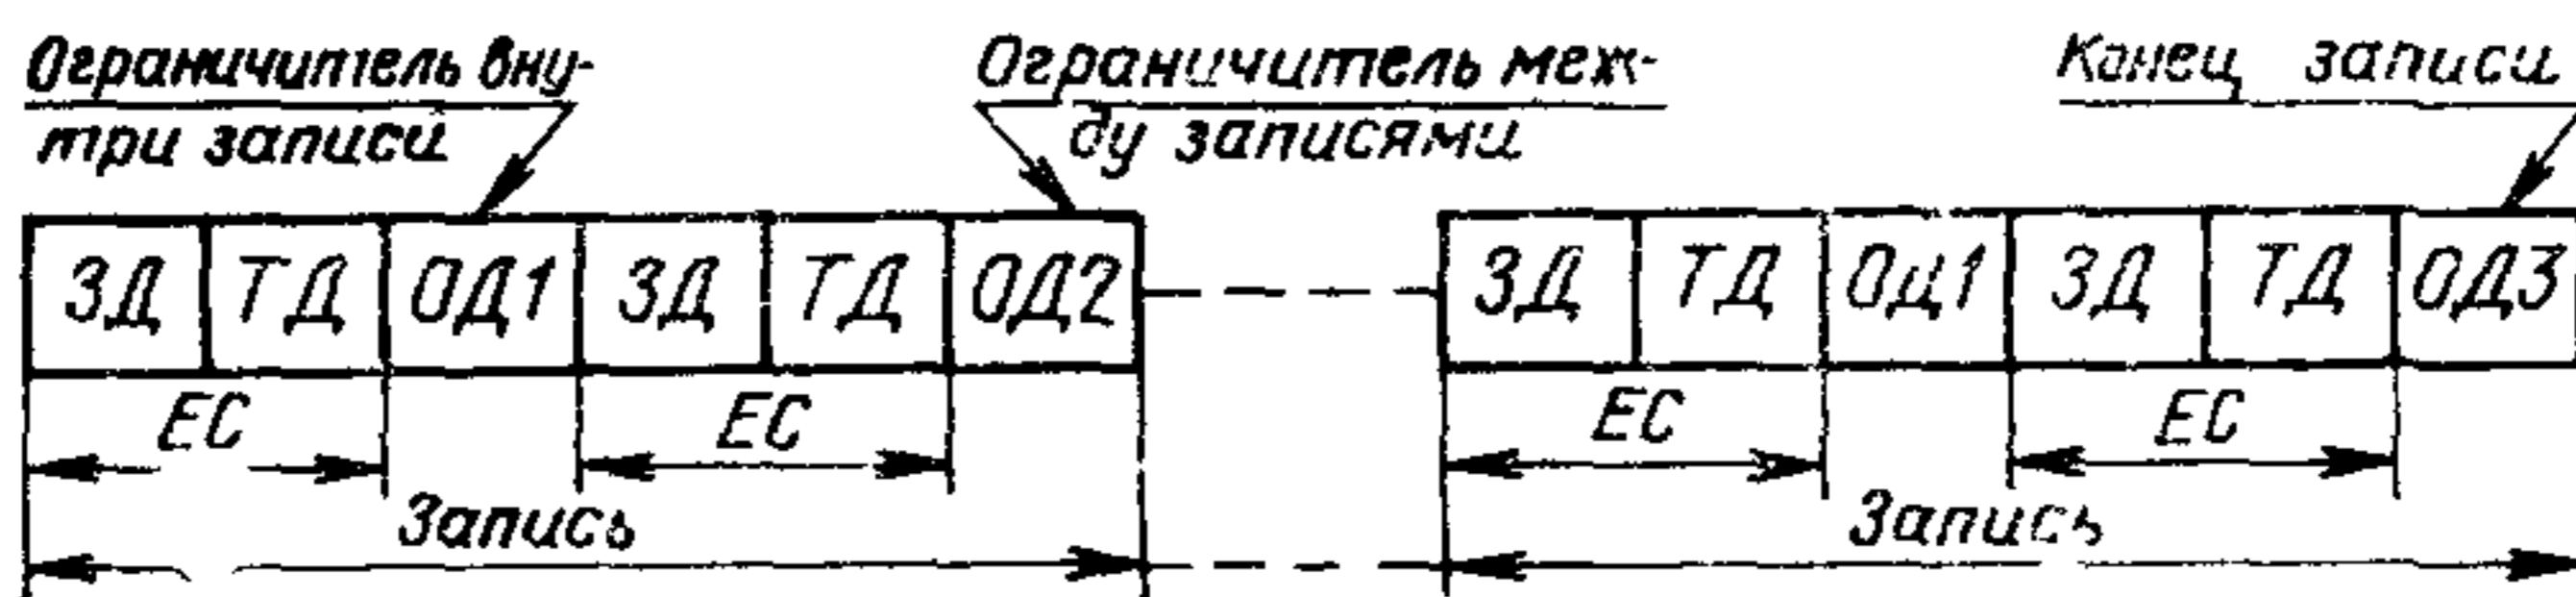 Ограничитель вну-
три записи
Ограничитель меж-
ду записями
Конец записи
ЗД ТД ОД1 ЗД ТД ОД2 ЗД ТД ОД1 ЗД ТД ОД3
ЕС ЕС ЕС ЕС
Запись Запись